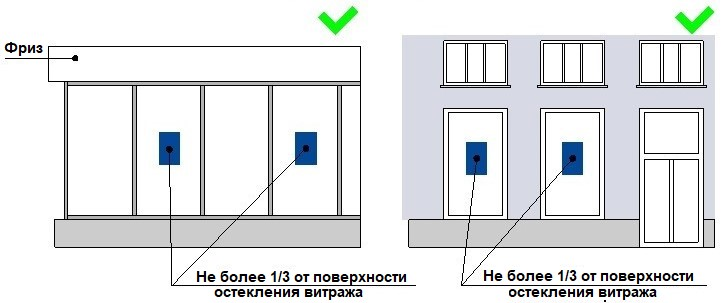 Фриз
Не более 1/3 от поверхности
остекления витража
Не более 1/3 от поверхности
остекления витража